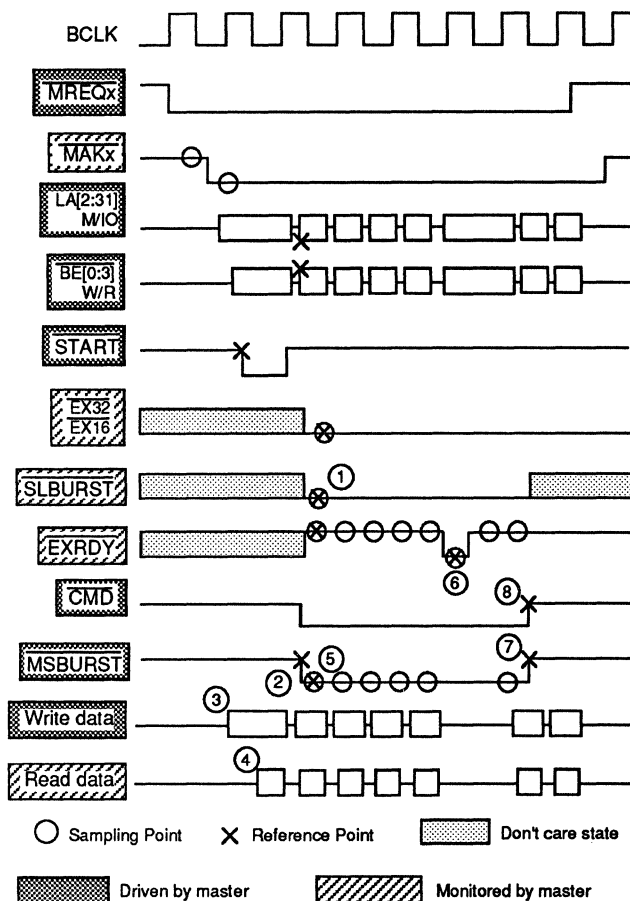 BCLK
MREQx
MAKx
LA[2:31]
M/IO
BE[0:3]
W/R
START
EX32
EX16
SLBURST
1
EXRDY
6
CMD
8
MSBURST
5
7
2
3
Write data
4
Read data
Sampling Point
Reference Point
Don't care state
Driven by master
Monitored by master